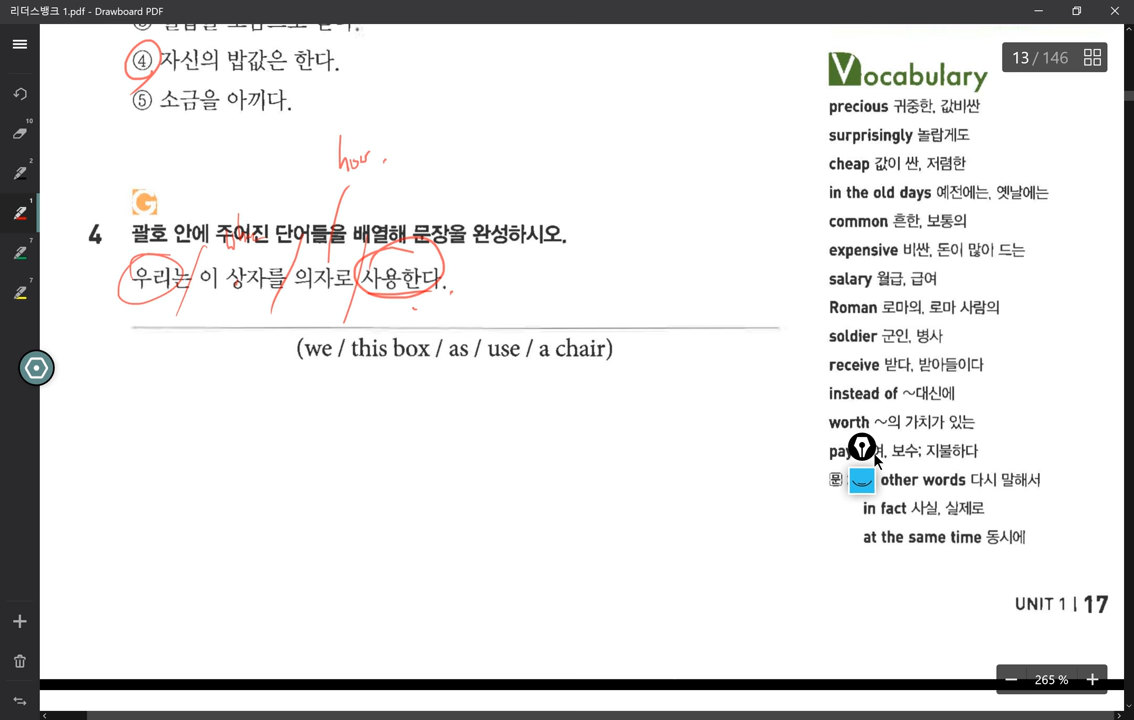 리더스뱅크 1.pdf - Drawboard PDF
④ 자신의 밥값은 한다.
⑤ 소금을 아끼다.
how
G
4 괄호 안에 주어진 단어들을 배열해 문장을 완성하시오.
우리는 이 상자를 의자로 사용한다.
(we / this box / as / use / a chair)
13 / 146
Vocabulary
precious 귀중한, 값비싼
surprisingly 놀랍게도
cheap 값이 싼, 저렴한
in the old days 예전에는, 옛날에는
common 흔한, 보통의
expensive 비싼, 돈이 많이 드는
salary 월급, 급여
Roman 로마의, 로마 사람의
soldier 군인, 병사
receive 받다, 받아들이다
instead of ～대신에
worth ～의 가치가 있는
pay 여, 보수; 지불하다
문 other words 다시 말해서
in fact 사실, 실제로
at the same time 동시에
UNIT 1 | 17
265 %
10
2
1
7
7